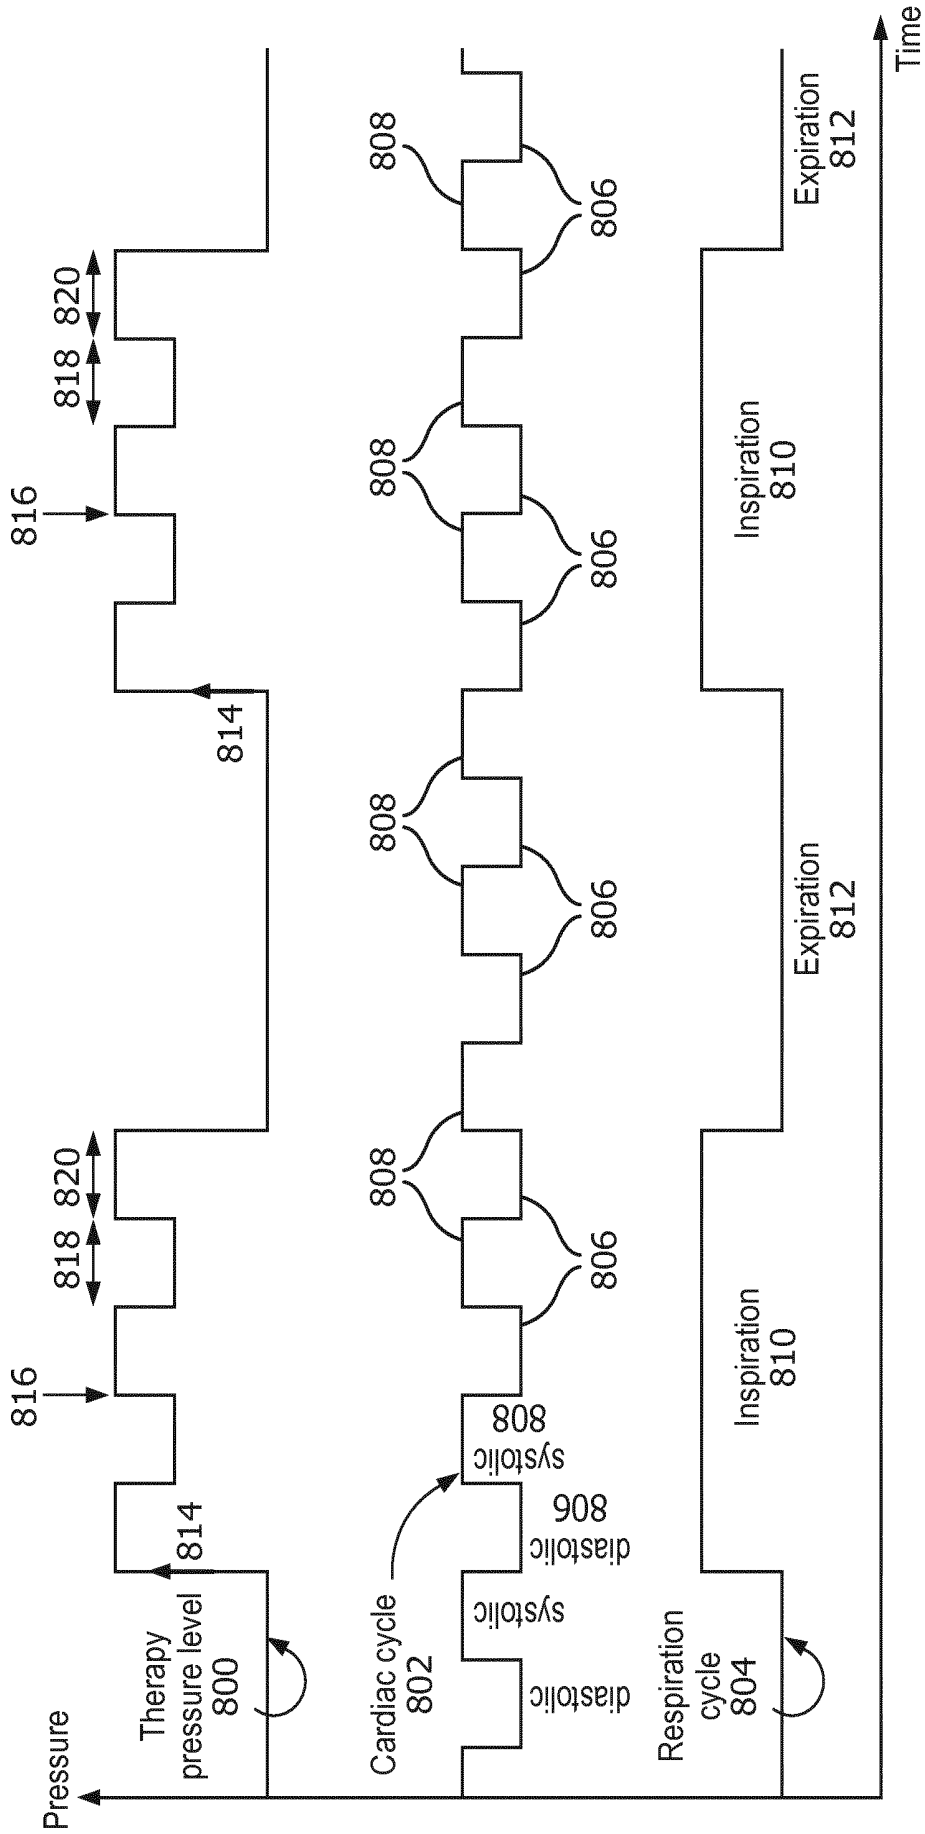 Pressure
Therapy
pressure level
800
814
816
818
820
814
816
818
820
Cardiac cycle
802
diastolic
systolic
diastolic
806
systolic
808
806
808
806
808
806
808
806
808
Respiration
cycle
804
Inspiration
810
Expiration
812
Inspiration
810
Expiration
812
Time